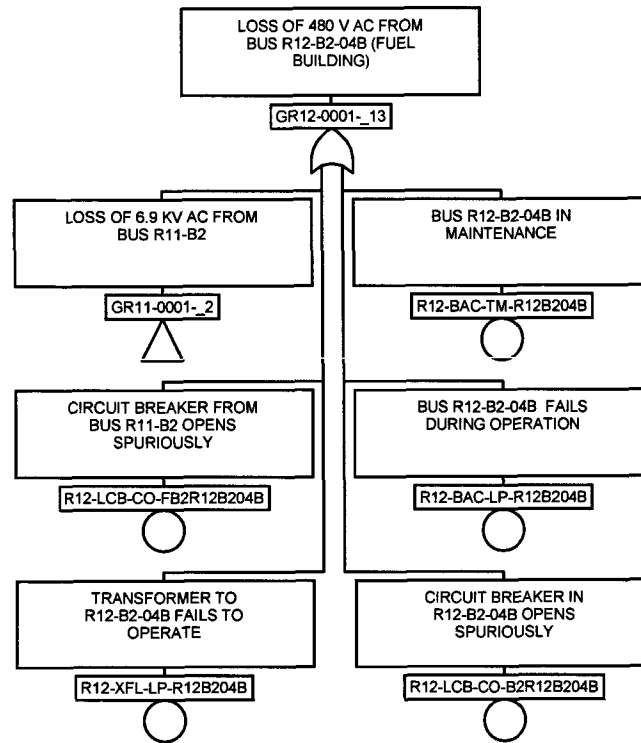 LOSS OF 480 V AC FROM
BUS R12-B2-04B (FUEL
BUILDING)
GR12-0001-_13
LOSS OF 6.9 KV AC FROM
BUS R11-B2
GR11-0001-_2
BUS R12-B2-04B IN
MAINTENANCE
R12-BAC-TM-R12B204B
CIRCUIT BREAKER FROM
BUS R11-B2 OPENS
SPURIOUSLY
R12-LCB-CO-FB2R12B204B
BUS R12-B2-04B FAILS
DURING OPERATION
R12-BAC-LP-R12B204B
TRANSFORMER TO
R12-B2-04B FAILS TO
OPERATE
R12-XFL-LP-R12B204B
CIRCUIT BREAKER IN
R12-B2-04B OPENS
SPURIOUSLY
R12-LCB-CO-B2R12B204B